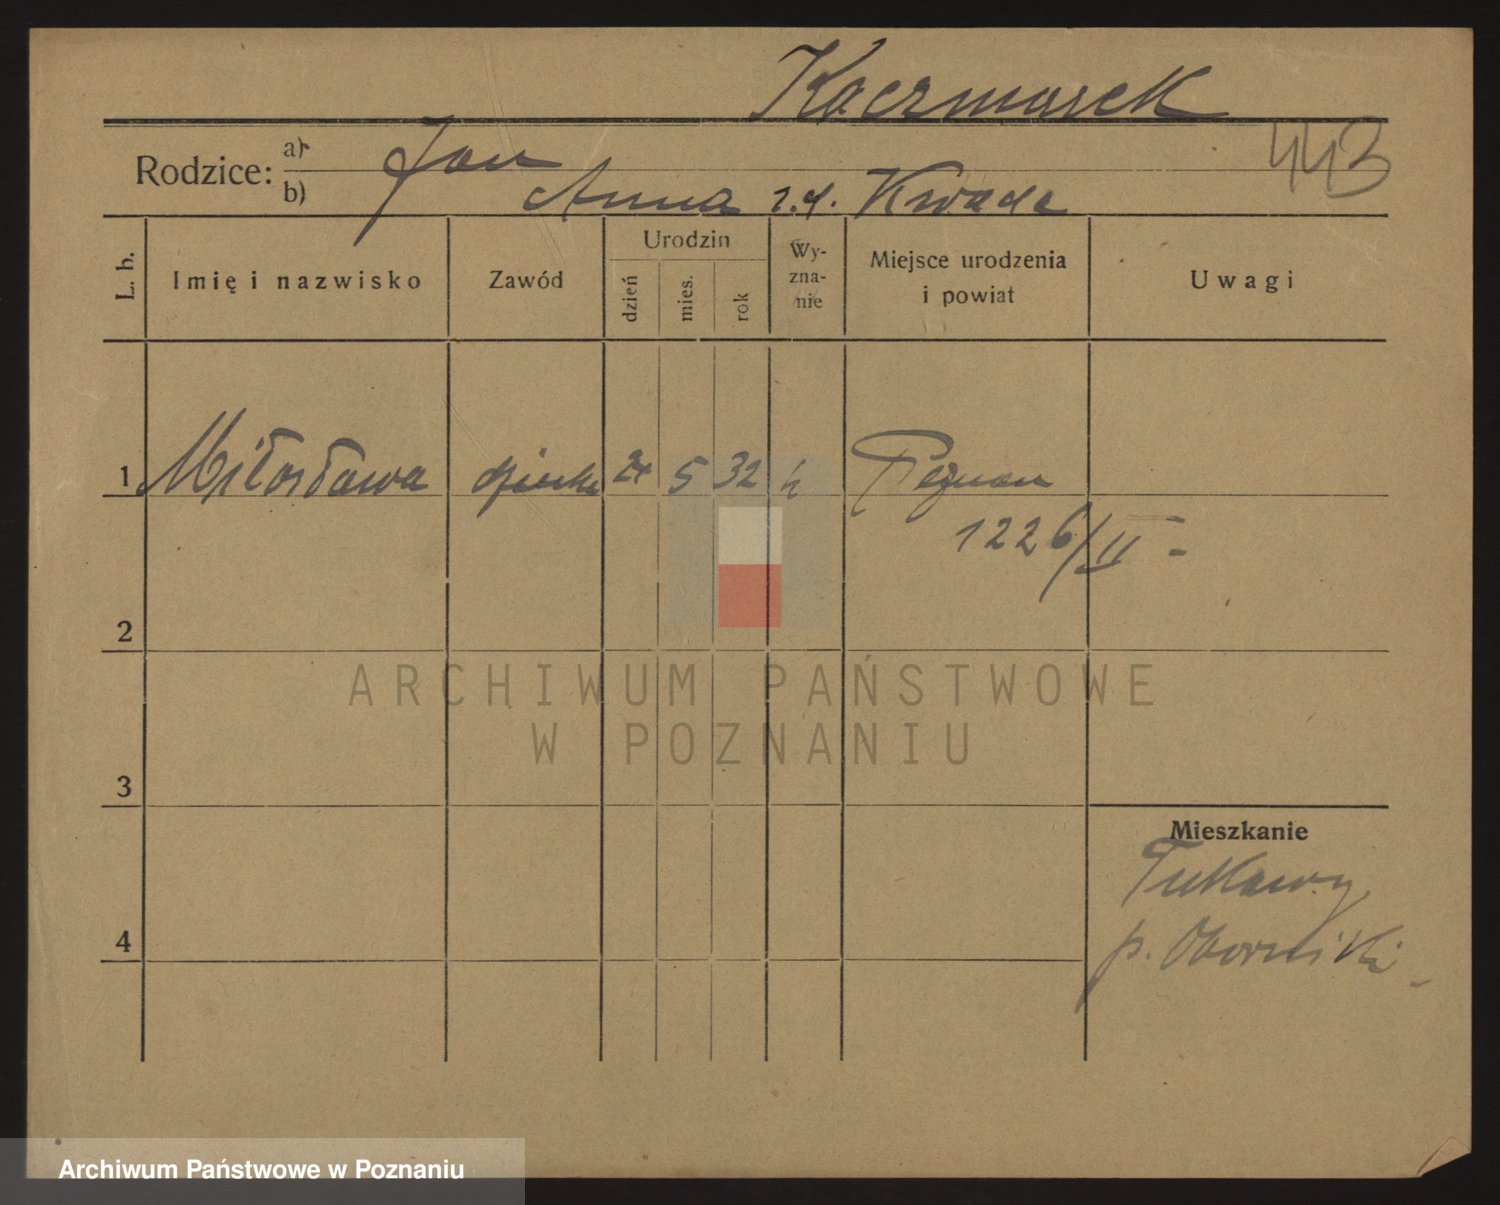 Kaczmarek
443
Rodzice: a) Jan
b) Anna z.d. Kwade
L. b.
Imię i nazwisko
Zawód
Urodzin
dzień
mies.
rok
Wy-
zna-
nie
Miejsce urodzenia
i powiat
Uwagi
1 Miłosława dziecko 24 5 32 k Poznań
1226/II -
2
3
4
Mieszkanie
p. Oborniki
ARCHIWUM PAŃSTWOWE
W POZNANIU
Archiwum Państwowe w Poznaniu